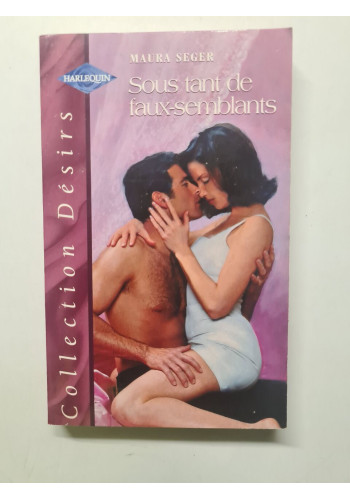 MAURA SEGER
HARLEQUIN
Sous tant de
faux-semblants
Collection Désirs